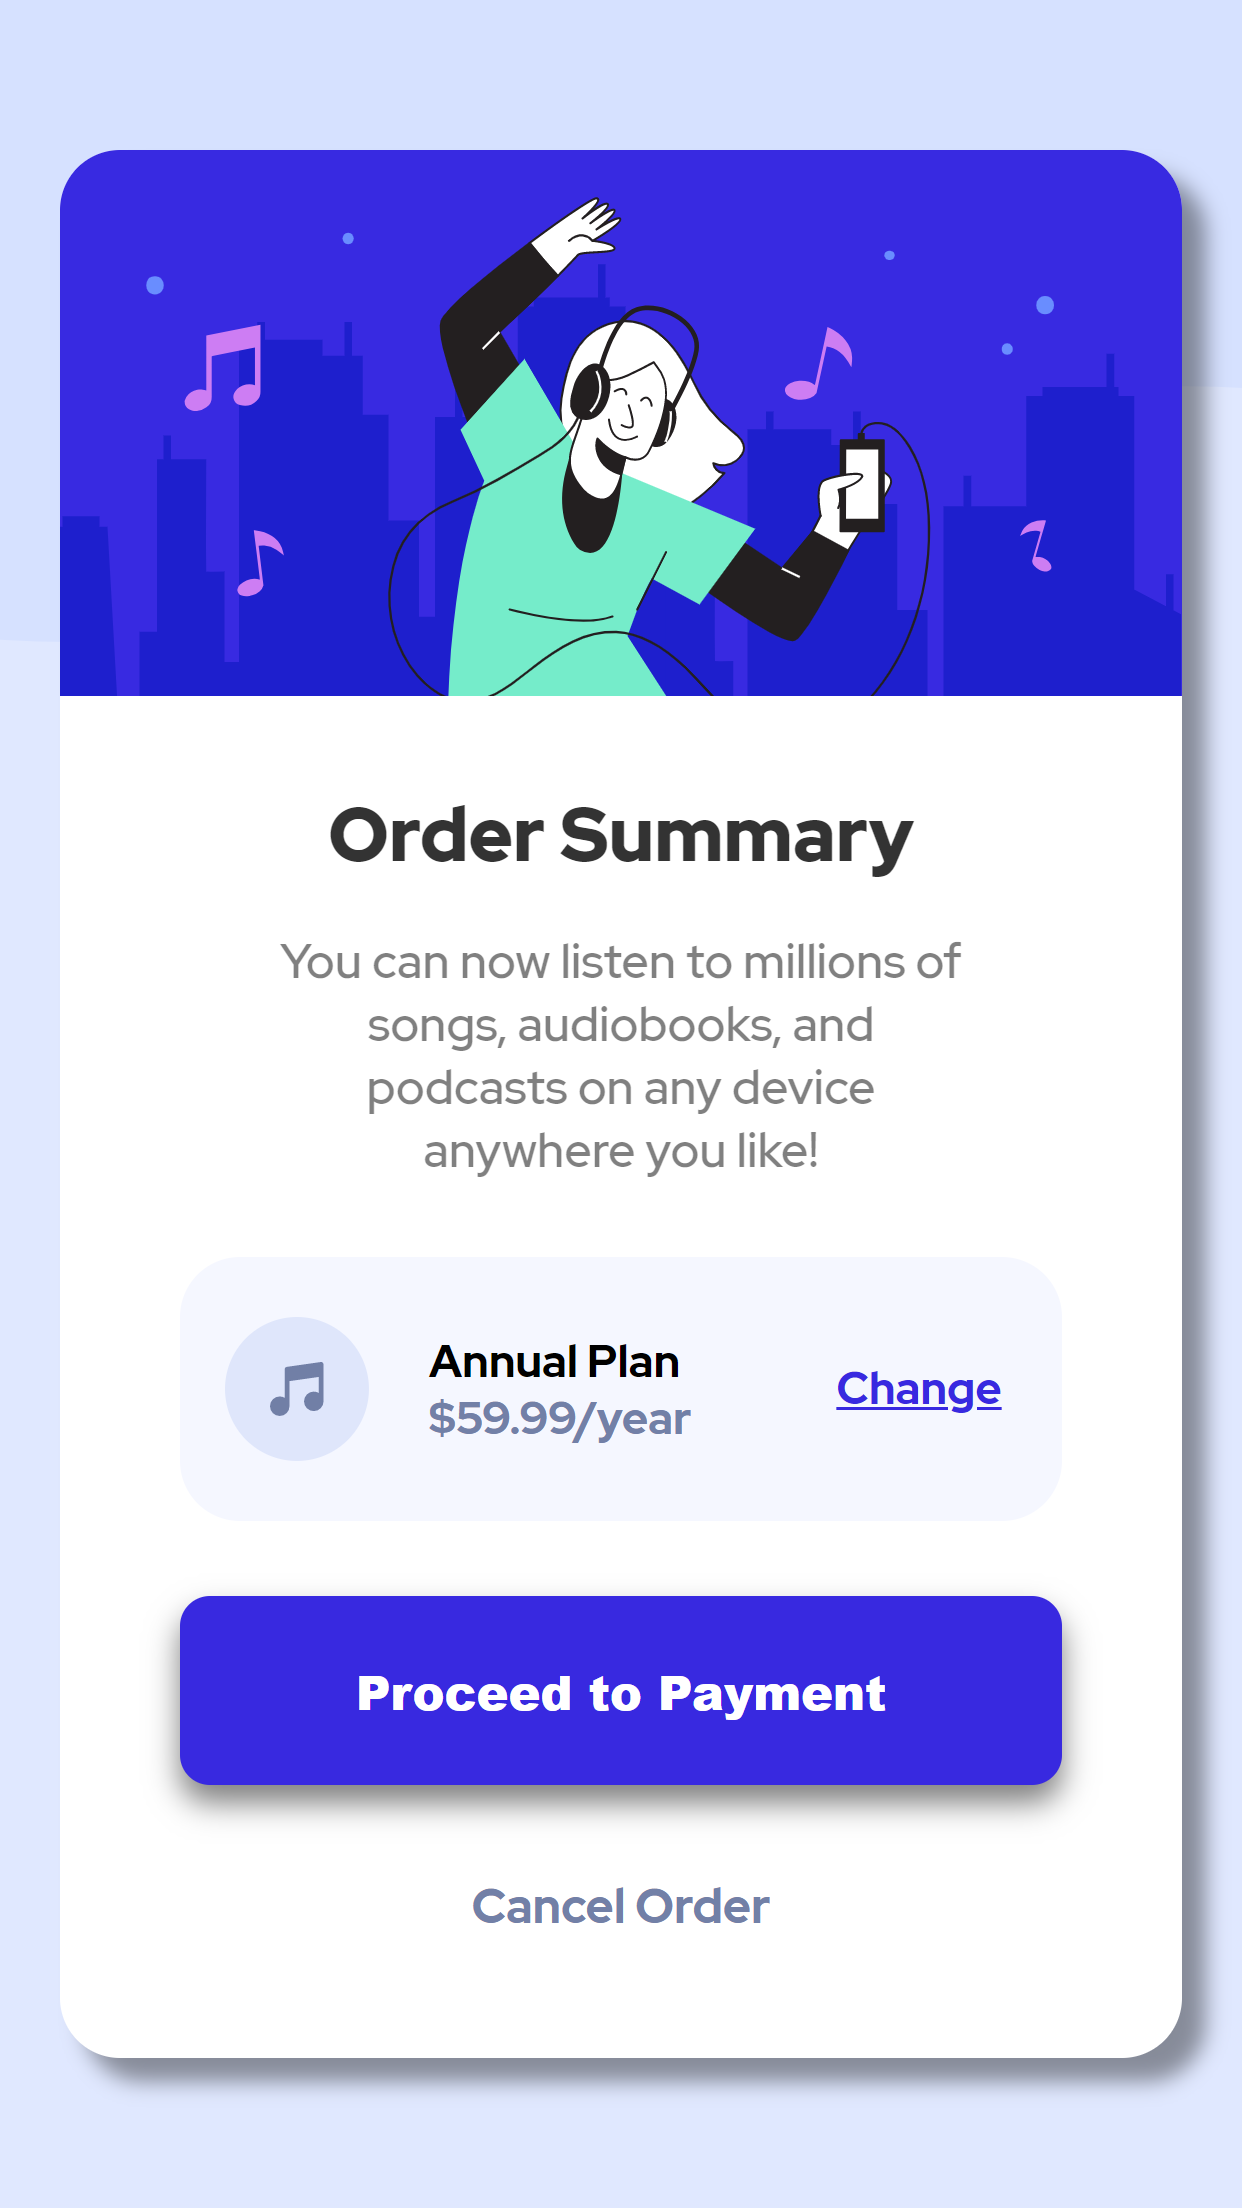 Order Summary
You can now listen to millions of
songs, audiobooks, and
podcasts on any device
anywhere you like!
Annual Plan
$59.99/year
Change
Proceed to Payment
Cancel Order